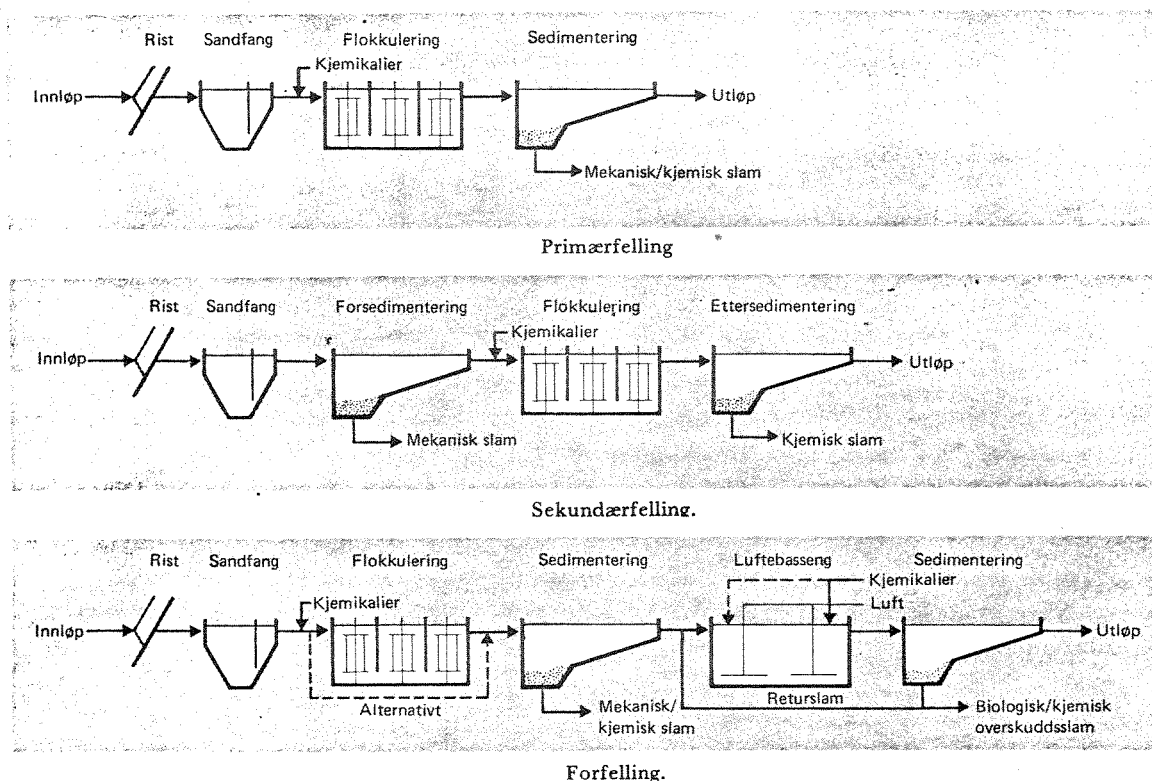 Rist Sandfang Flokkulering Sedimentering
Kjemikalier
Innløp Utløp
Mekanisk/kjemisk slam
Primærfelling
Rist Sandfang Forsedimentering Flokkulering Ettersedimentering
Kjemikalier
Innløp Utløp
Mekanisk slam Kjemisk slam
Sekundærfelling.
Rist Sandfang Flokkulering Sedimentering Luftebasseng Sedimentering
Kjemikalier
Kjemikalier Luft
Innløp Utløp
Alternativt
Mekanisk/
kjemisk slam
Returslam
Biologisk/kjemisk
overskuddsslam
Forfelling.